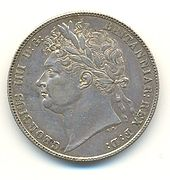 GEORGIUS IIII D: G:
BRITANNIAR: REX F: D: